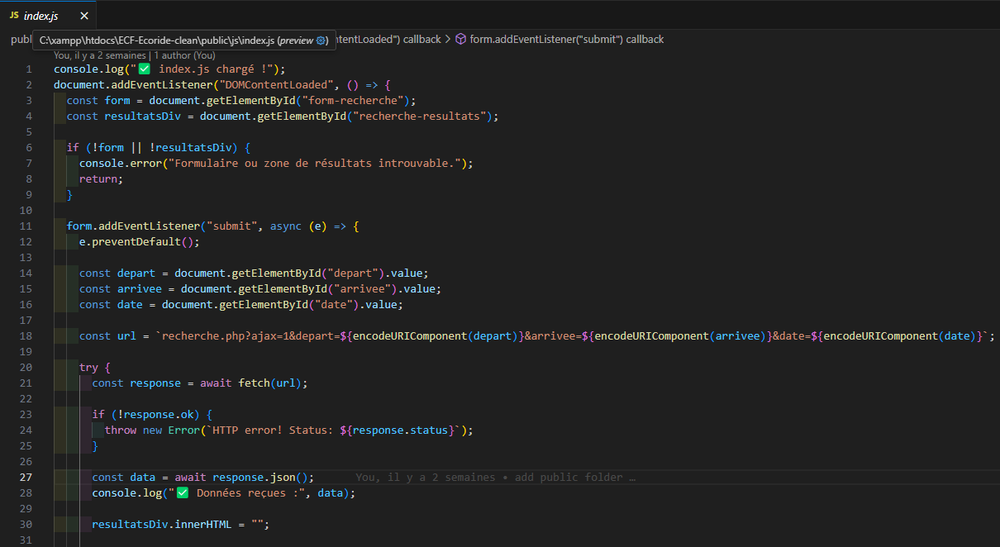 JS index.js ×
publ C:\xampp\htdocs\ECF-Ecoride-clean\public\js\index.js (preview ⚙) ntentLoaded") callback > form.addEventListener("submit") callback
You, il y a 2 semaines | 1 author (You)
1 console.log("✅ index.js chargé !");
2 document.addEventListener("DOMContentLoaded", () => {
3 const form = document.getElementById("form-recherche");
4 const resultatsDiv = document.getElementById("recherche-resultats");
5
6 if (!form || !resultatsDiv) {
7 console.error("Formulaire ou zone de résultats introuvable.");
8 return;
9 }
10
11 form.addEventListener("submit", async (e) => {
12 e.preventDefault();
13
14 const depart = document.getElementById("depart").value;
15 const arrivee = document.getElementById("arrivee").value;
16 const date = document.getElementById("date").value;
17
18 const url = `recherche.php?ajax=1&depart=${encodeURIComponent(depart)}&arrivee=${encodeURIComponent(arrivee)}&date=${encodeURIComponent(date)}`;
19
20 try {
21 const response = await fetch(url);
22
23 if (!response.ok) {
24 throw new Error(`HTTP error! Status: ${response.status}`);
25 }
26
27 const data = await response.json(); You, il y a 2 semaines • add public folder …
28 console.log("✅ Données reçues :", data);
29
30 resultatsDiv.innerHTML = "";
31